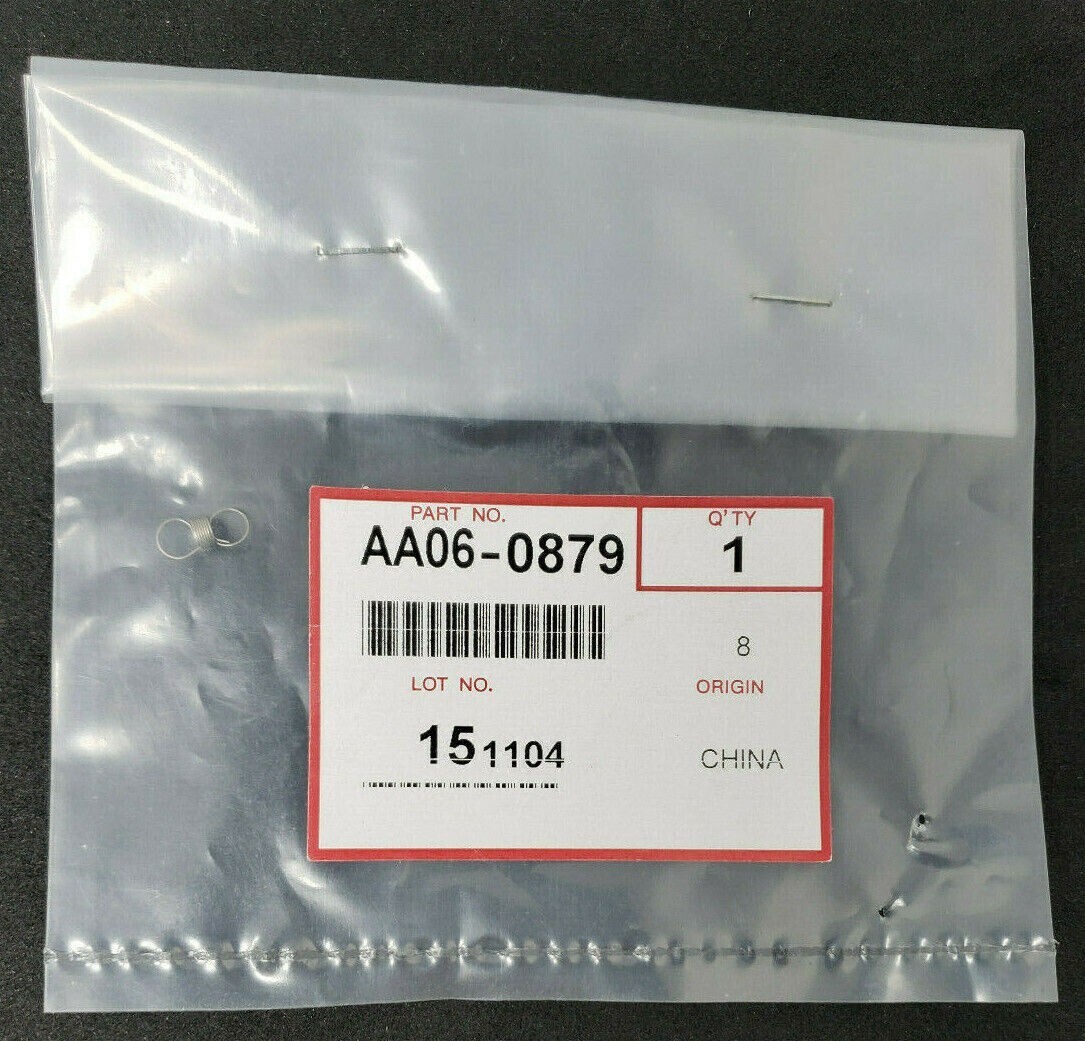 PART NO.
AA06-0879
Q'TY
1
8
LOT NO.
ORIGIN
151104
CHINA